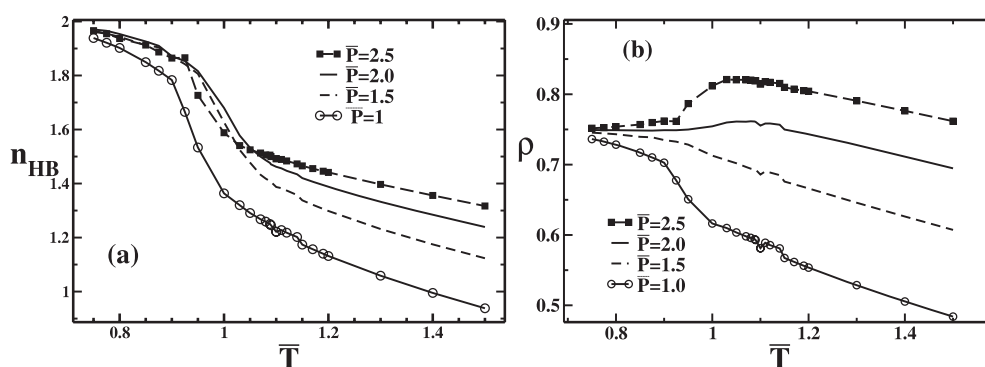 2
1.8
1.6
1.4
1.2
1
n_HB
P̅=2.5
P̅=2.0
P̅=1.5
P̅=1
(a)
0.8 1 1.2 1.4
T̅
0.9
0.8
0.7
0.6
0.5
ρ
(b)
P̅=2.5
P̅=2.0
P̅=1.5
P̅=1.0
0.8 1 1.2 1.4
T̅